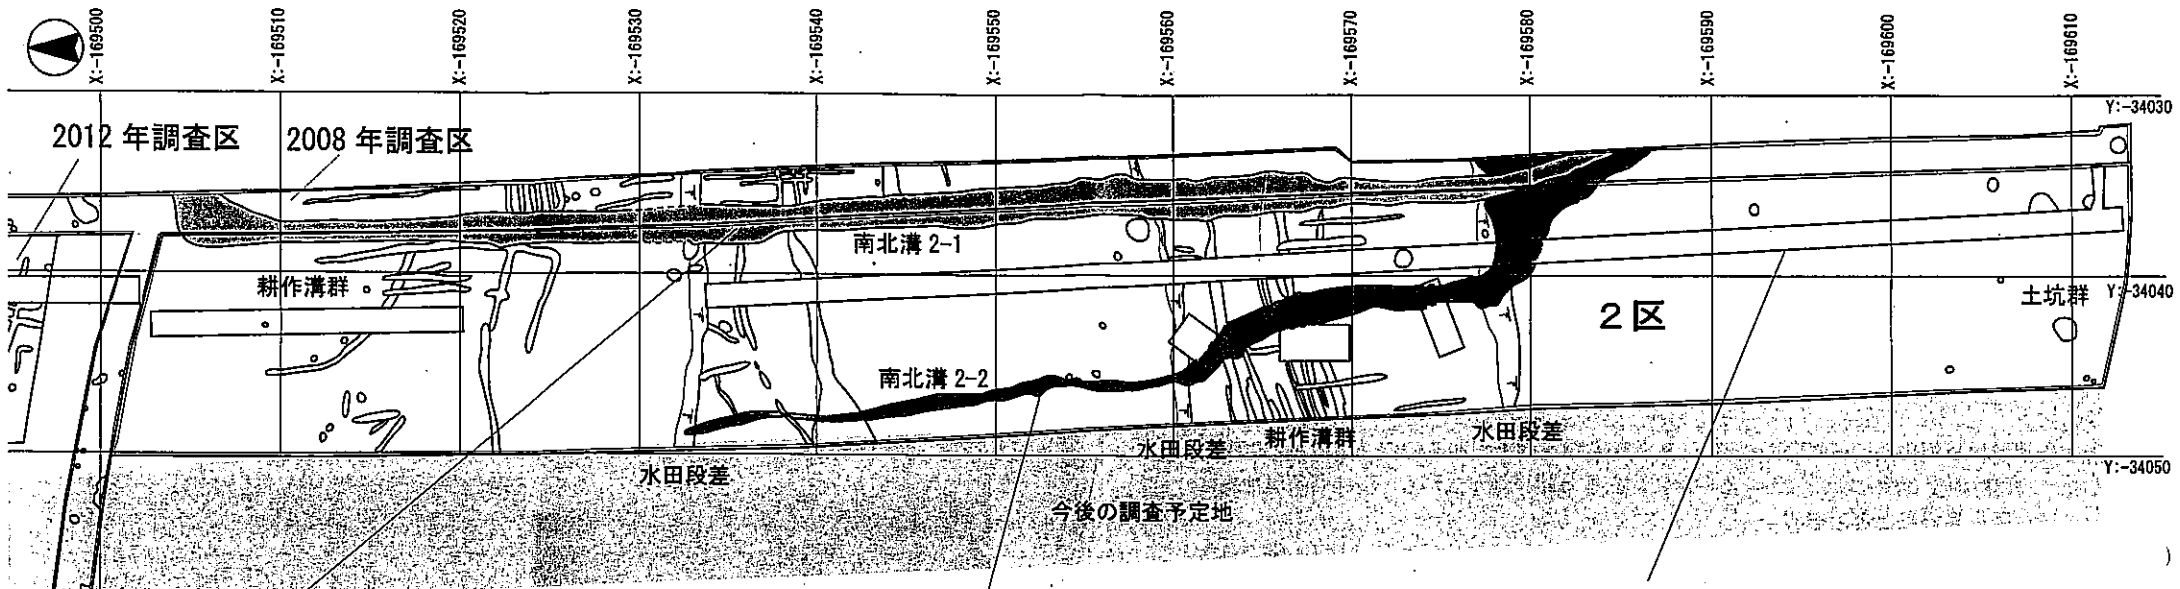 X:-169500
X:-169510
X:-169520
X:-169530
X:-169540
X:-169550
X:-169560
X:-169570
X:-169580
X:-169590
X:-169600
X:-169610
Y:-34030
2012 年調査区
2008 年調査区
南北溝 2-1
耕作溝群
土坑群
Y:-34040
2区
南北溝 2-2
水田段差
耕作溝群
水田段差
水田段差
Y:-34050
今後の調査予定地
)